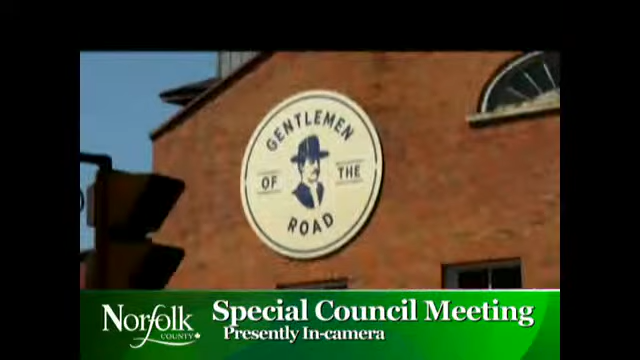 GENTLEMEN
OF THE
ROAD
Norfolk
COUNTY
Special Council Meeting
Presently In-camera